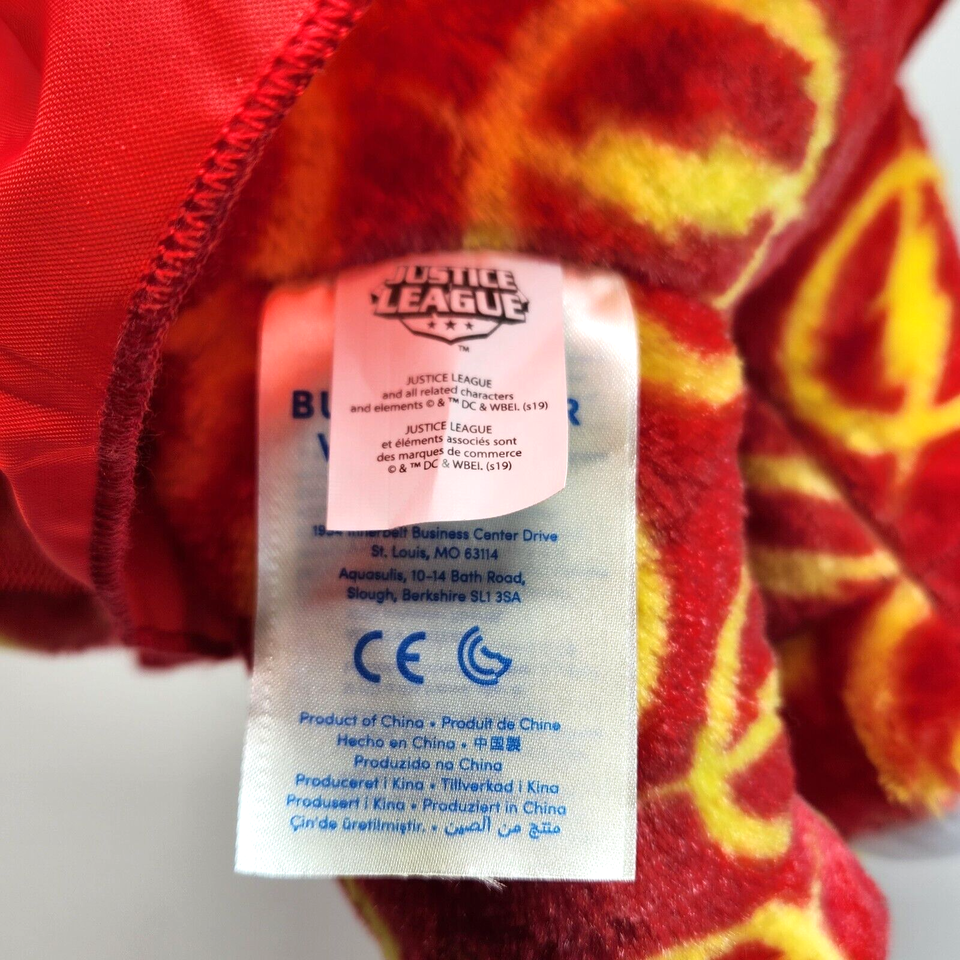 JUSTICE
LEAGUE
™
JUSTICE LEAGUE
and all related characters
and elements © & ™ DC & WBEI. (s19)
JUSTICE LEAGUE
et éléments associés sont
des marques de commerce
© & ™ DC & WBEI. (s19)
BU R
Innerbelt Business Center Drive
St. Louis, MO 63114
Aquasulis, 10-14 Bath Road,
Slough, Berkshire SL1 3SA
CE
Product of China • Produit de Chine
Hecho en China • 中国製
Produzido na China
Produceret i Kina • Tillverkad i Kina
Produsert i Kina • Produziert in China
Çin'de üretilmiştir. • منتج من الصين